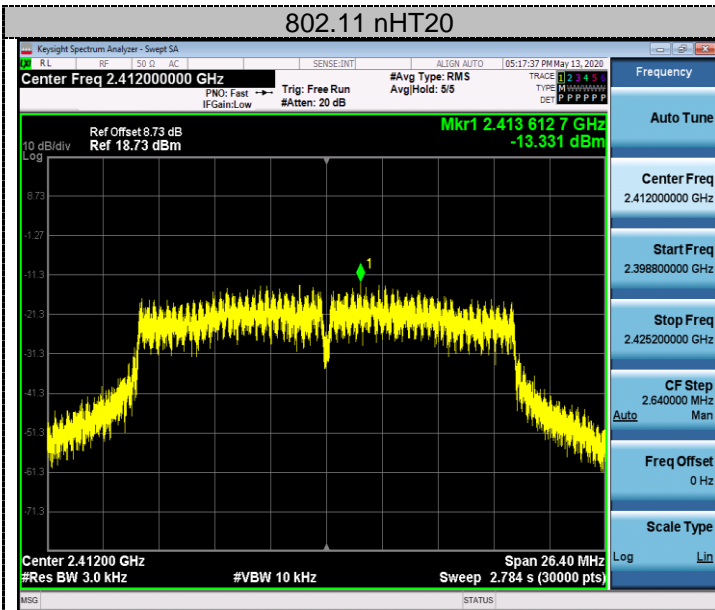 802.11 nHT20
Keysight Spectrum Analyzer - Swept SA
RL RF 50 Ω AC SENSE:INT ALIGN AUTO 05:17:37 PM May 13, 2020
Center Freq 2.412000000 GHz
PNO: Fast
IFGain:Low
Trig: Free Run
#Atten: 20 dB
#Avg Type: RMS
Avg|Hold: 5/5
TRACE 1 2 3 4 5 6
TYPE M W W W W W
DET P P P P P P
Frequency
Mkr1 2.413 612 7 GHz
-13.331 dBm
Ref Offset 8.73 dB
10 dB/div Ref 18.73 dBm
Log
8.73
-1.27
-11.3
-21.3
-31.3
-41.3
-51.3
-61.3
-71.3
1
Auto Tune
Center Freq
2.412000000 GHz
Start Freq
2.398800000 GHz
Stop Freq
2.425200000 GHz
CF Step
2.640000 MHz
Auto Man
Freq Offset
0 Hz
Scale Type
Log Lin
Center 2.41200 GHz Span 26.40 MHz
#Res BW 3.0 kHz #VBW 10 kHz Sweep 2.784 s (30000 pts)
MSG STATUS